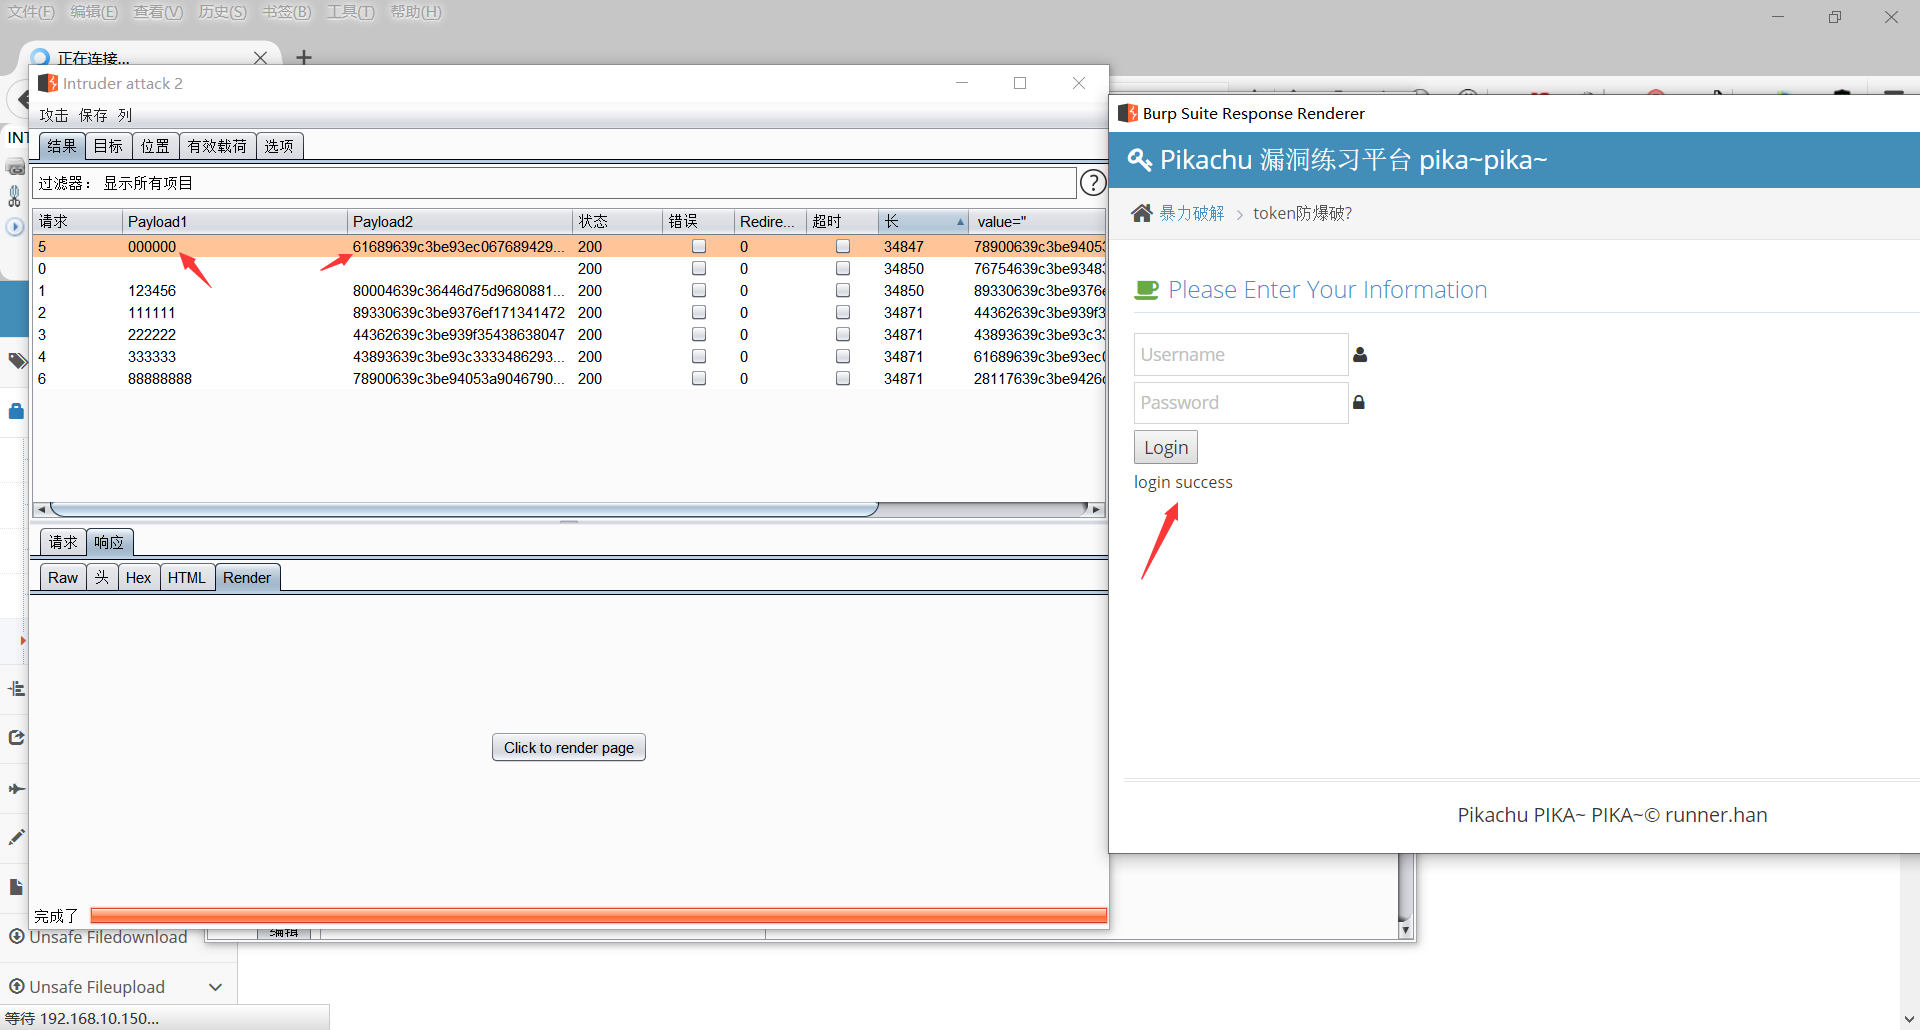 文件(F) 编辑(E) 查看(V) 历史(S) 书签(B) 工具(T) 帮助(H)
正在连接...
Intruder attack 2
攻击 保存 列
INT
结果 目标 位置 有效载荷 选项
过滤器： 显示所有项目
?
请求 Payload1 Payload2 状态 错误 Redire... 超时 长 value="
5 000000 61689639c3be93ec067689429... 200 0 34847 78900639c3be94053
0 200 0 34850 76754639c3be93483
1 123456 80004639c36446d75d9680881... 200 0 34850 89330639c3be9376e
2 111111 89330639c3be9376ef171341472 200 0 34871 44362639c3be939f3
3 222222 44362639c3be939f35438638047 200 0 34871 43893639c3be93c33
4 333333 43893639c3be93c3333486293... 200 0 34871 61689639c3be93ec0
6 88888888 78900639c3be94053a9046790... 200 0 34871 28117639c3be9426
请求 响应
Raw 头 Hex HTML Render
Click to render page
完成了
编辑
Unsafe Filedownload
Unsafe Fileupload
等待 192.168.10.150...
Burp Suite Response Renderer
Pikachu 漏洞练习平台 pika~pika~
暴力破解 > token防爆破?
Please Enter Your Information
Username
Password
Login
login success
Pikachu PIKA~ PIKA~© runner.han